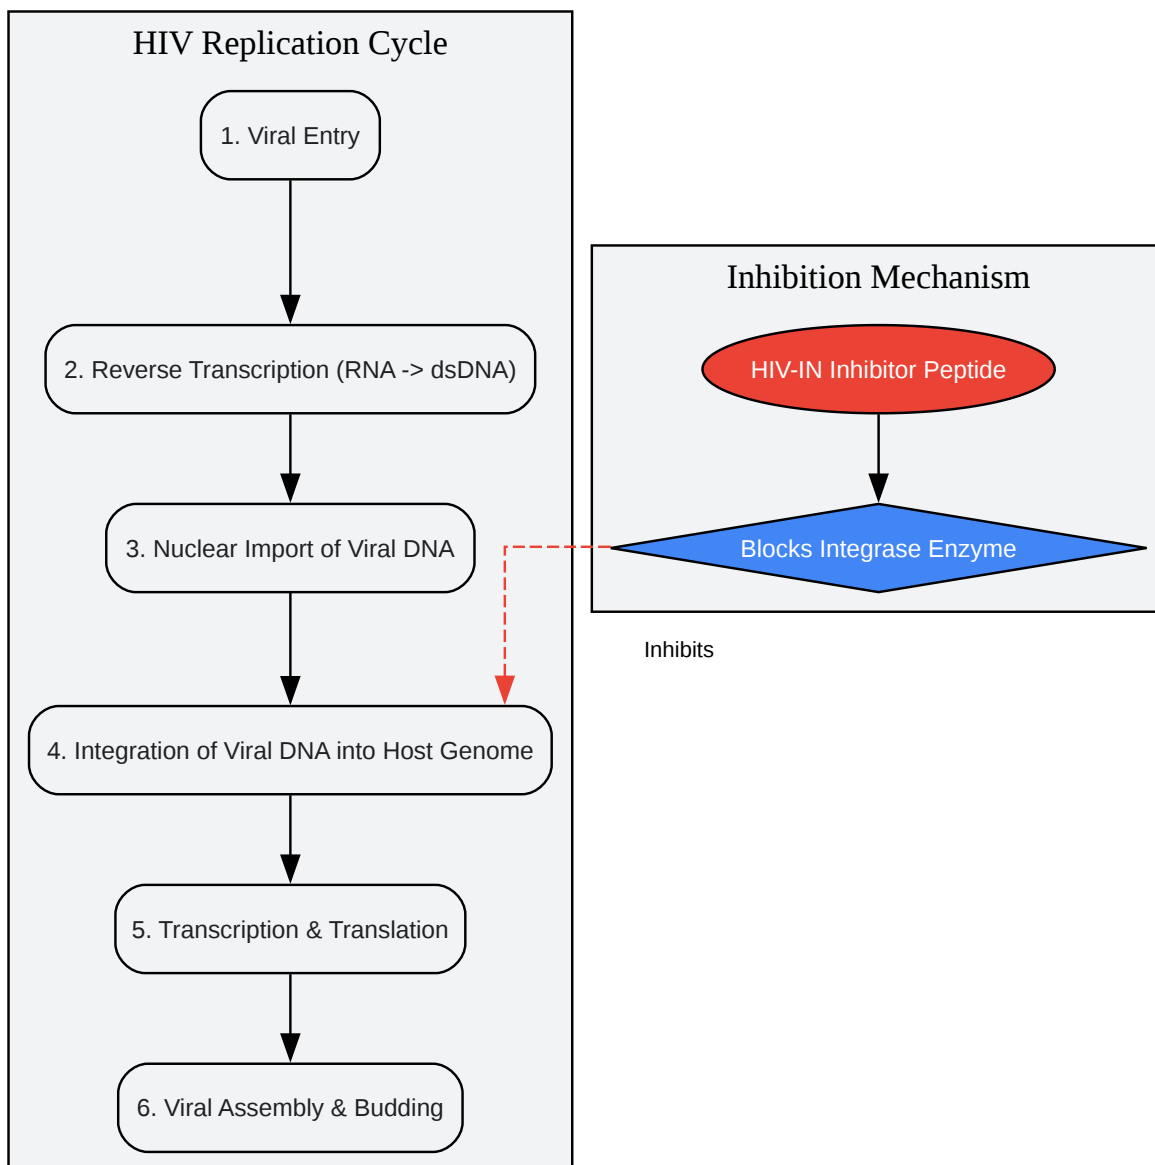 HIV Replication Cycle
1. Viral Entry
2. Reverse Transcription (RNA -> dsDNA)
3. Nuclear Import of Viral DNA
4. Integration of Viral DNA into Host Genome
5. Transcription & Translation
6. Viral Assembly & Budding
Inhibition Mechanism
HIV-IN Inhibitor Peptide
Blocks Integrase Enzyme
Inhibits